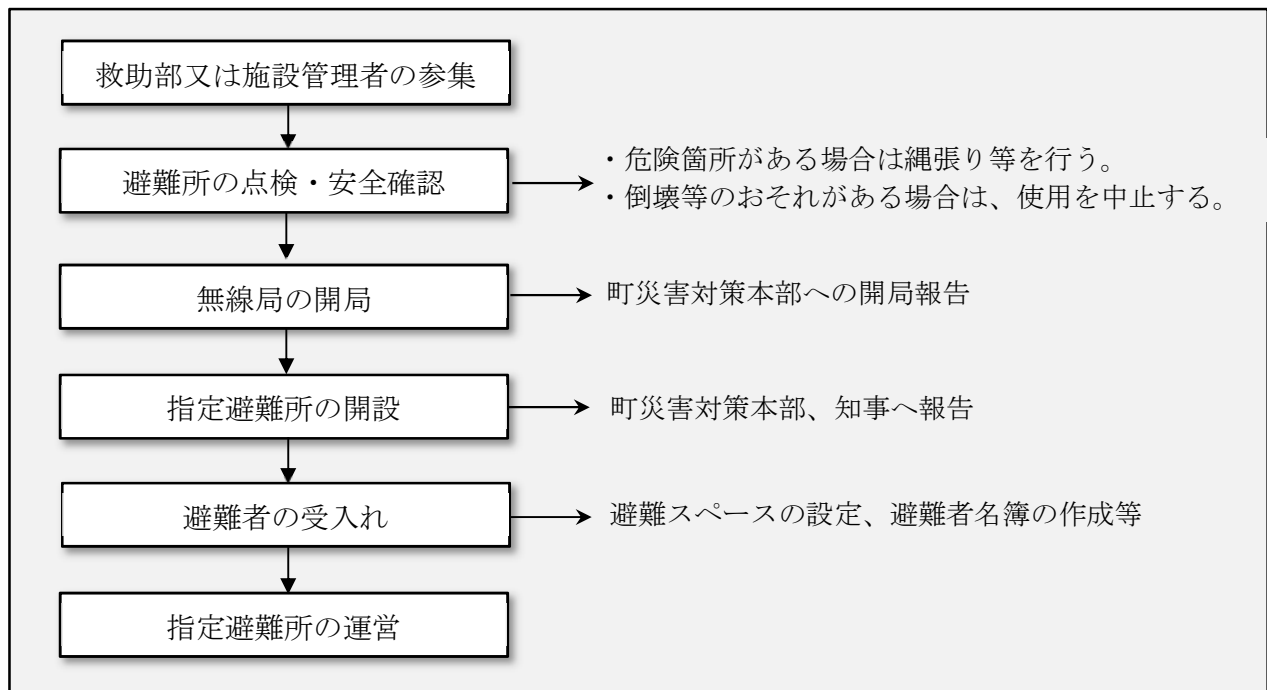 救助部又は施設管理者の参集
避難所の点検・安全確認
・危険箇所がある場合は縄張り等を行う。
・倒壊等のおそれがある場合は、使用を中止する。
無線局の開局
町災害対策本部への開局報告
指定避難所の開設
町災害対策本部、知事へ報告
避難者の受入れ
避難スペースの設定、避難者名簿の作成等
指定避難所の運営